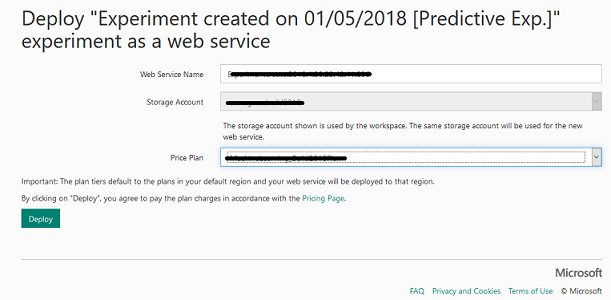 Deploy "Experiment created on 01/05/2018 [Predictive Exp.]"
experiment as a web service
Web Service Name
Storage Account
The storage account shown is used by the workspace. The same storage account will be used for the new
web service.
Price Plan
Important: The plan tiers default to the plans in your default region and your web service will be deployed to that region.
By clicking on "Deploy", you agree to pay the plan charges in accordance with the Pricing Page.
Deploy
Microsoft
FAQ Privacy and Cookies Terms of Use © Microsoft